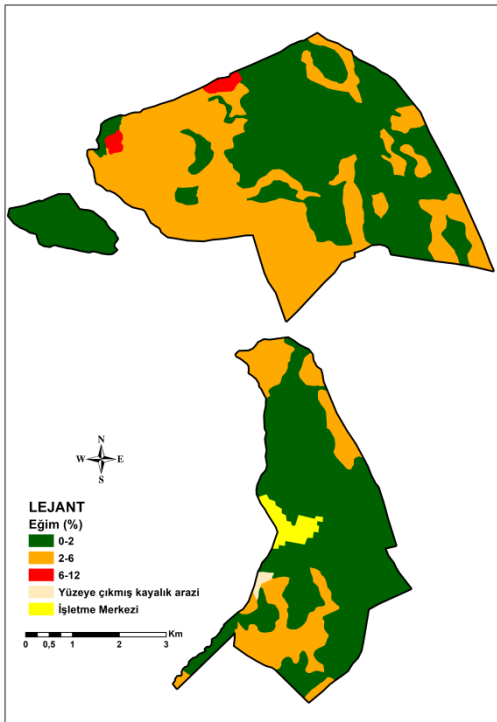 N
W E
S
LEJANT
Eğim (%)
0-2
2-6
6-12
Yüzeye çıkmış kayalık arazi
İşletme Merkezi
Km
0 0,5 1 2 3